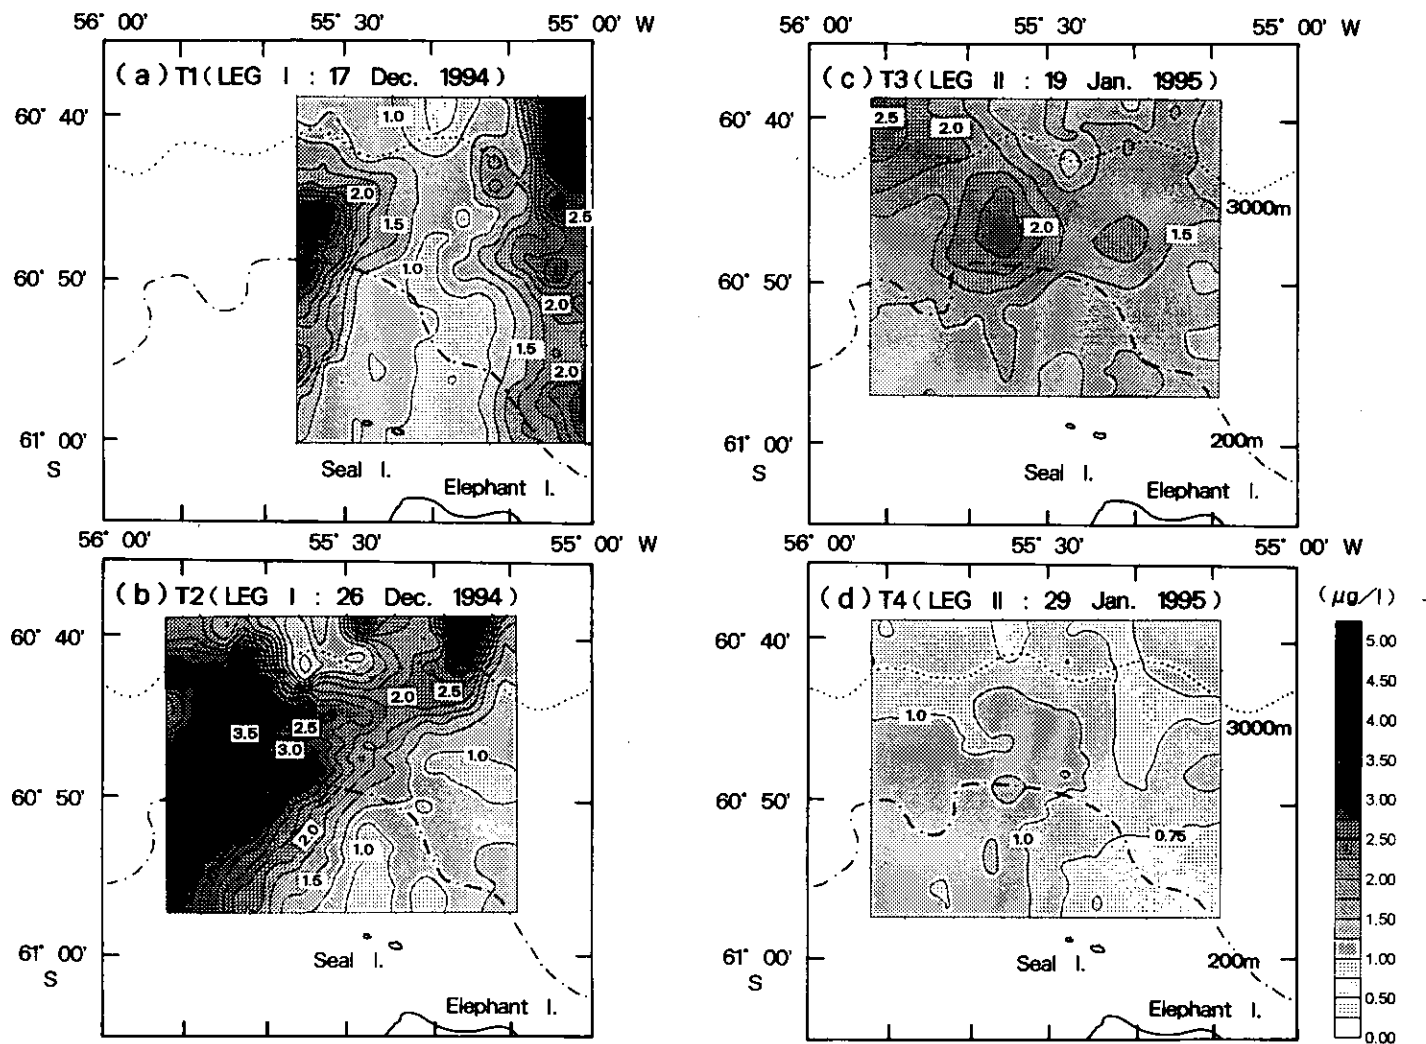 56° 00' 55° 30' 55° 00' W
(a) T1 (LEG I : 17 Dec. 1994)
60° 40'
60° 50'
61° 00'
S
1.0
2.0
1.5
2.5
1.0
2.0
1.5
2.0
Seal I.
Elephant I.
55° 30' 55° 00' W
(c) T3 (LEG II : 19 Jan. 1995)
60° 40'
60° 50'
61° 00'
S
2.5
2.0
3000m
2.0
1.5
200m
Seal I.
Elephant I.
56° 00' 55° 30' 55° 00' W
(b) T2 (LEG I : 26 Dec. 1994)
60° 40'
60° 50'
61° 00'
S
2.0
2.5
3.5
2.5
3.0
1.0
2.0
1.0
1.5
Seal I.
Elephant I.
56° 00' 55° 30' 55° 00' W
(d) T4 (LEG II : 29 Jan. 1995)
60° 40'
60° 50'
61° 00'
S
1.0
3000m
1.0
0.75
200m
Seal I.
Elephant I.
(μg/l)
5.00
4.50
4.00
3.50
3.00
2.50
2.00
1.50
1.00
0.50
0.00